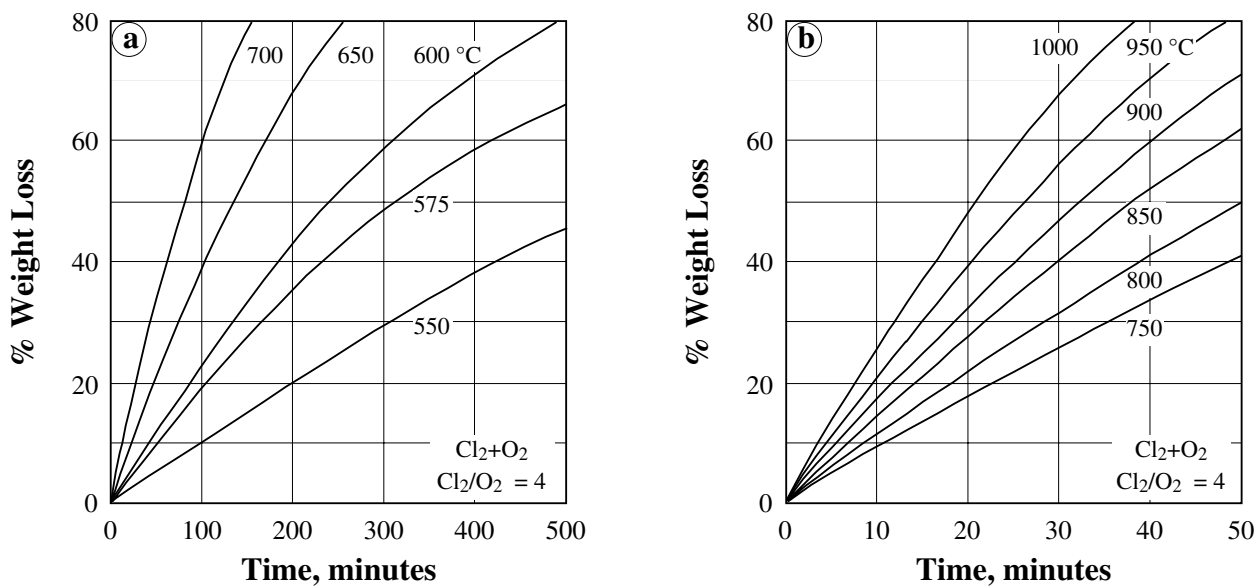 a
% Weight Loss
80
60
40
20
0
700
650
600 °C
575
550
Cl₂+O₂
Cl₂/O₂ = 4
0 100 200 300 400 500
Time, minutes
b
% Weight Loss
80
60
40
20
0
1000
950 °C
900
850
800
750
Cl₂+O₂
Cl₂/O₂ = 4
0 10 20 30 40 50
Time, minutes